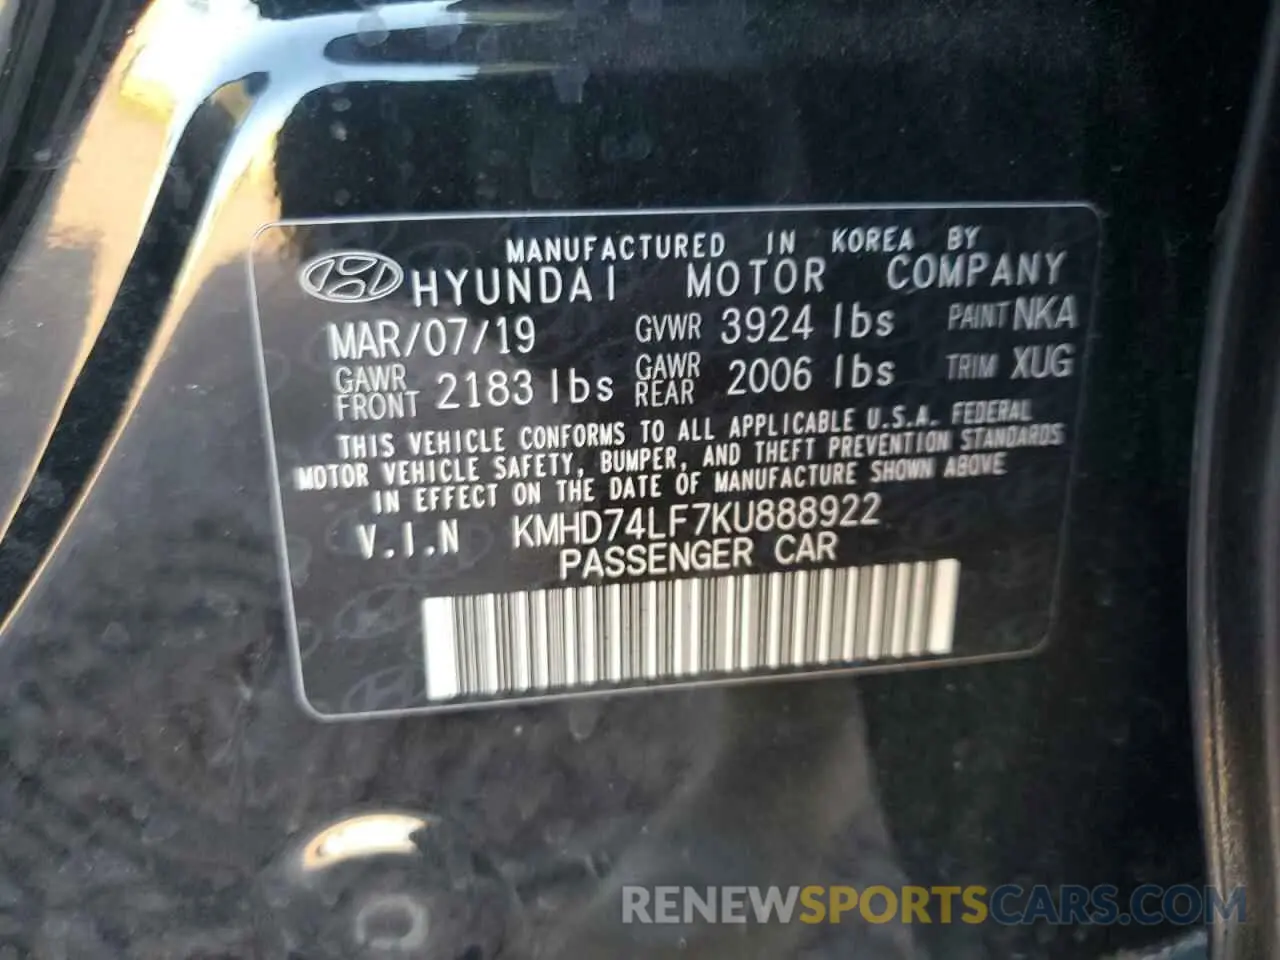 MANUFACTURED IN KOREA BY
HYUNDAI MOTOR COMPANY
MAR/07/19 GVWR 3924 lbs PAINT NKA
GAWR FRONT 2183 lbs GAWR REAR 2006 lbs TRIM XUG
THIS VEHICLE CONFORMS TO ALL APPLICABLE U.S.A. FEDERAL
MOTOR VEHICLE SAFETY, BUMPER, AND THEFT PREVENTION STANDARDS
IN EFFECT ON THE DATE OF MANUFACTURE SHOWN ABOVE
V.I.N KMHD74LF7KU888922
PASSENGER CAR
RENEWSPORTSCARS.COM